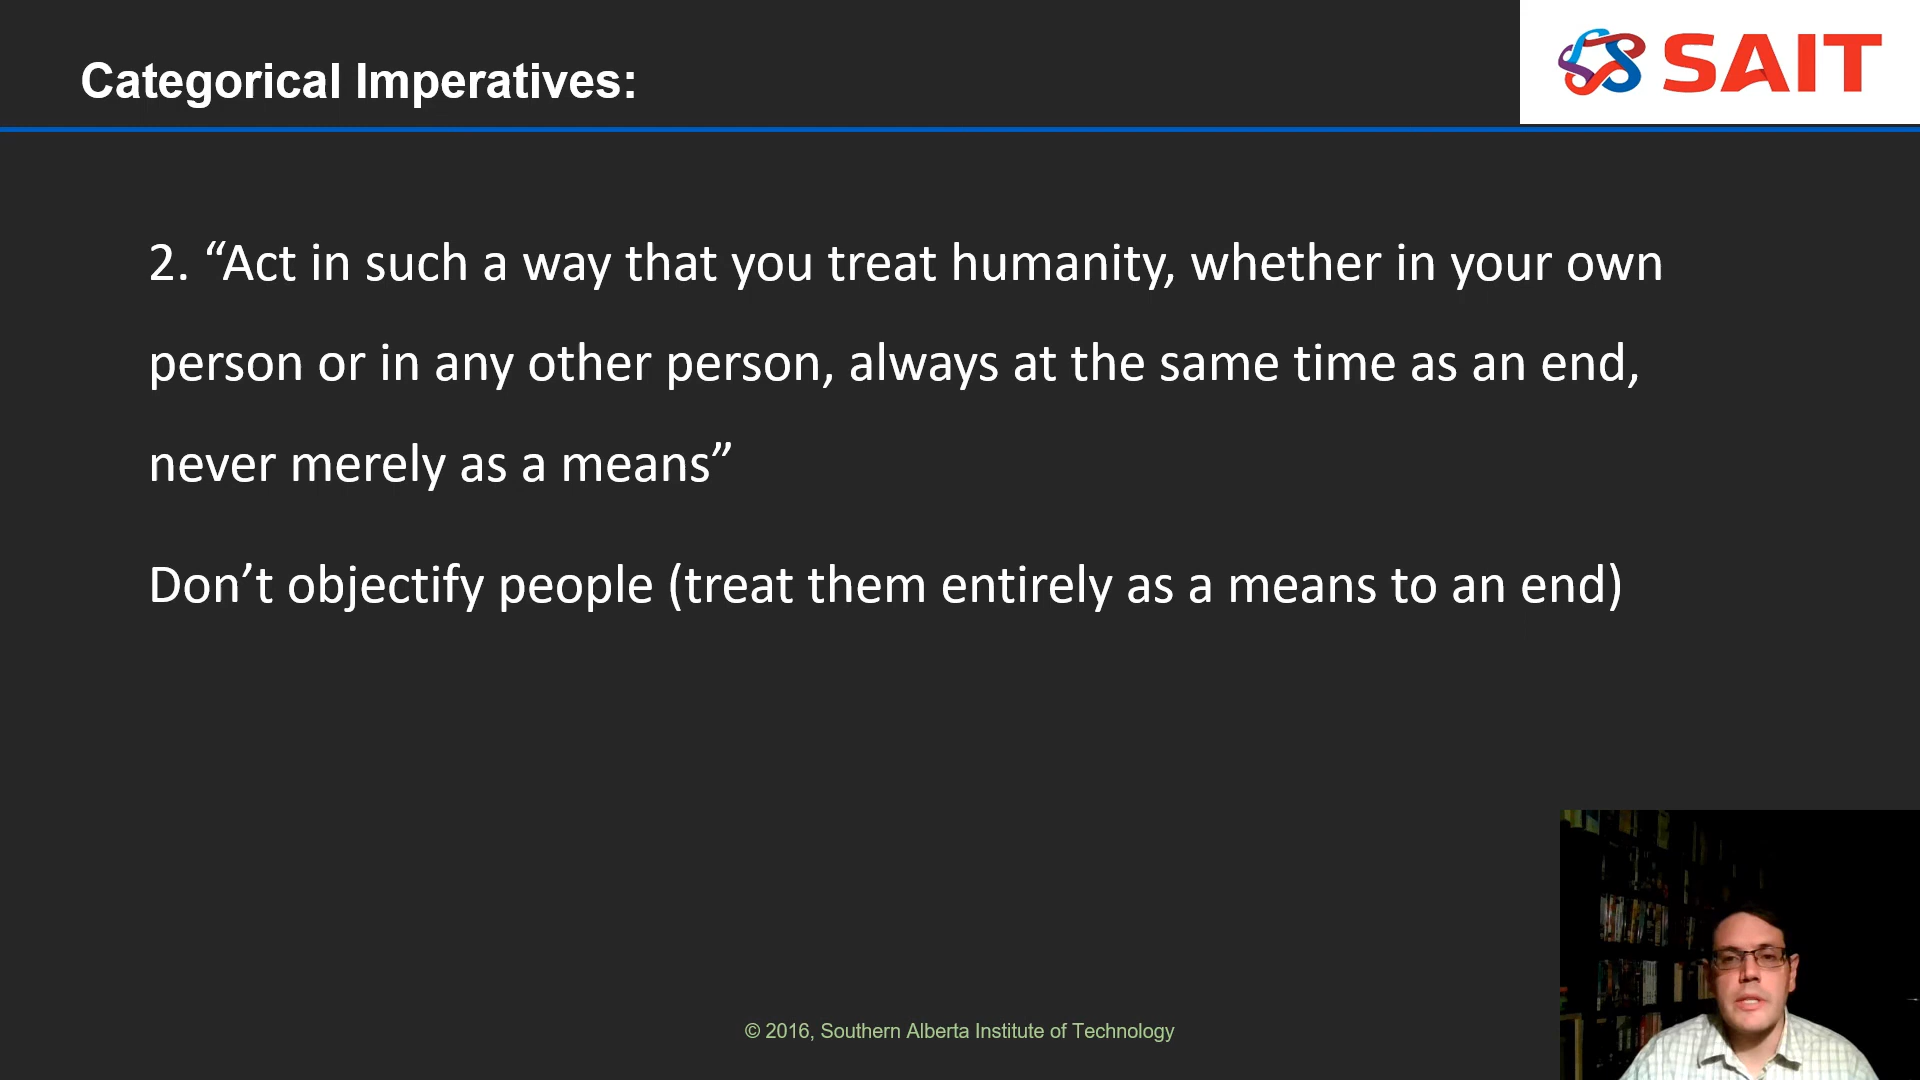 Categorical Imperatives:
SAIT
2. “Act in such a way that you treat humanity, whether in your own
person or in any other person, always at the same time as an end,
never merely as a means”
Don’t objectify people (treat them entirely as a means to an end)
© 2016, Southern Alberta Institute of Technology